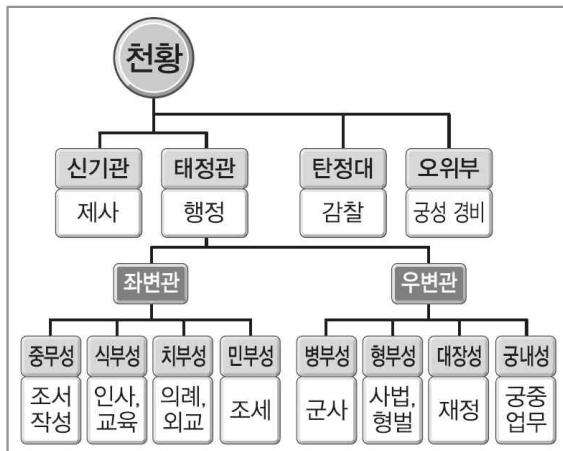 천황
신기관
태정관
탄정대
오위부
제사
행정
감찰
궁성 경비
좌변관
우변관
중무성
식부성
치부성
민부성
병부성
형부성
대장성
궁내성
조서
작성
인사,
교육
의례,
외교
조세
군사
사법,
형벌
재정
궁중
업무